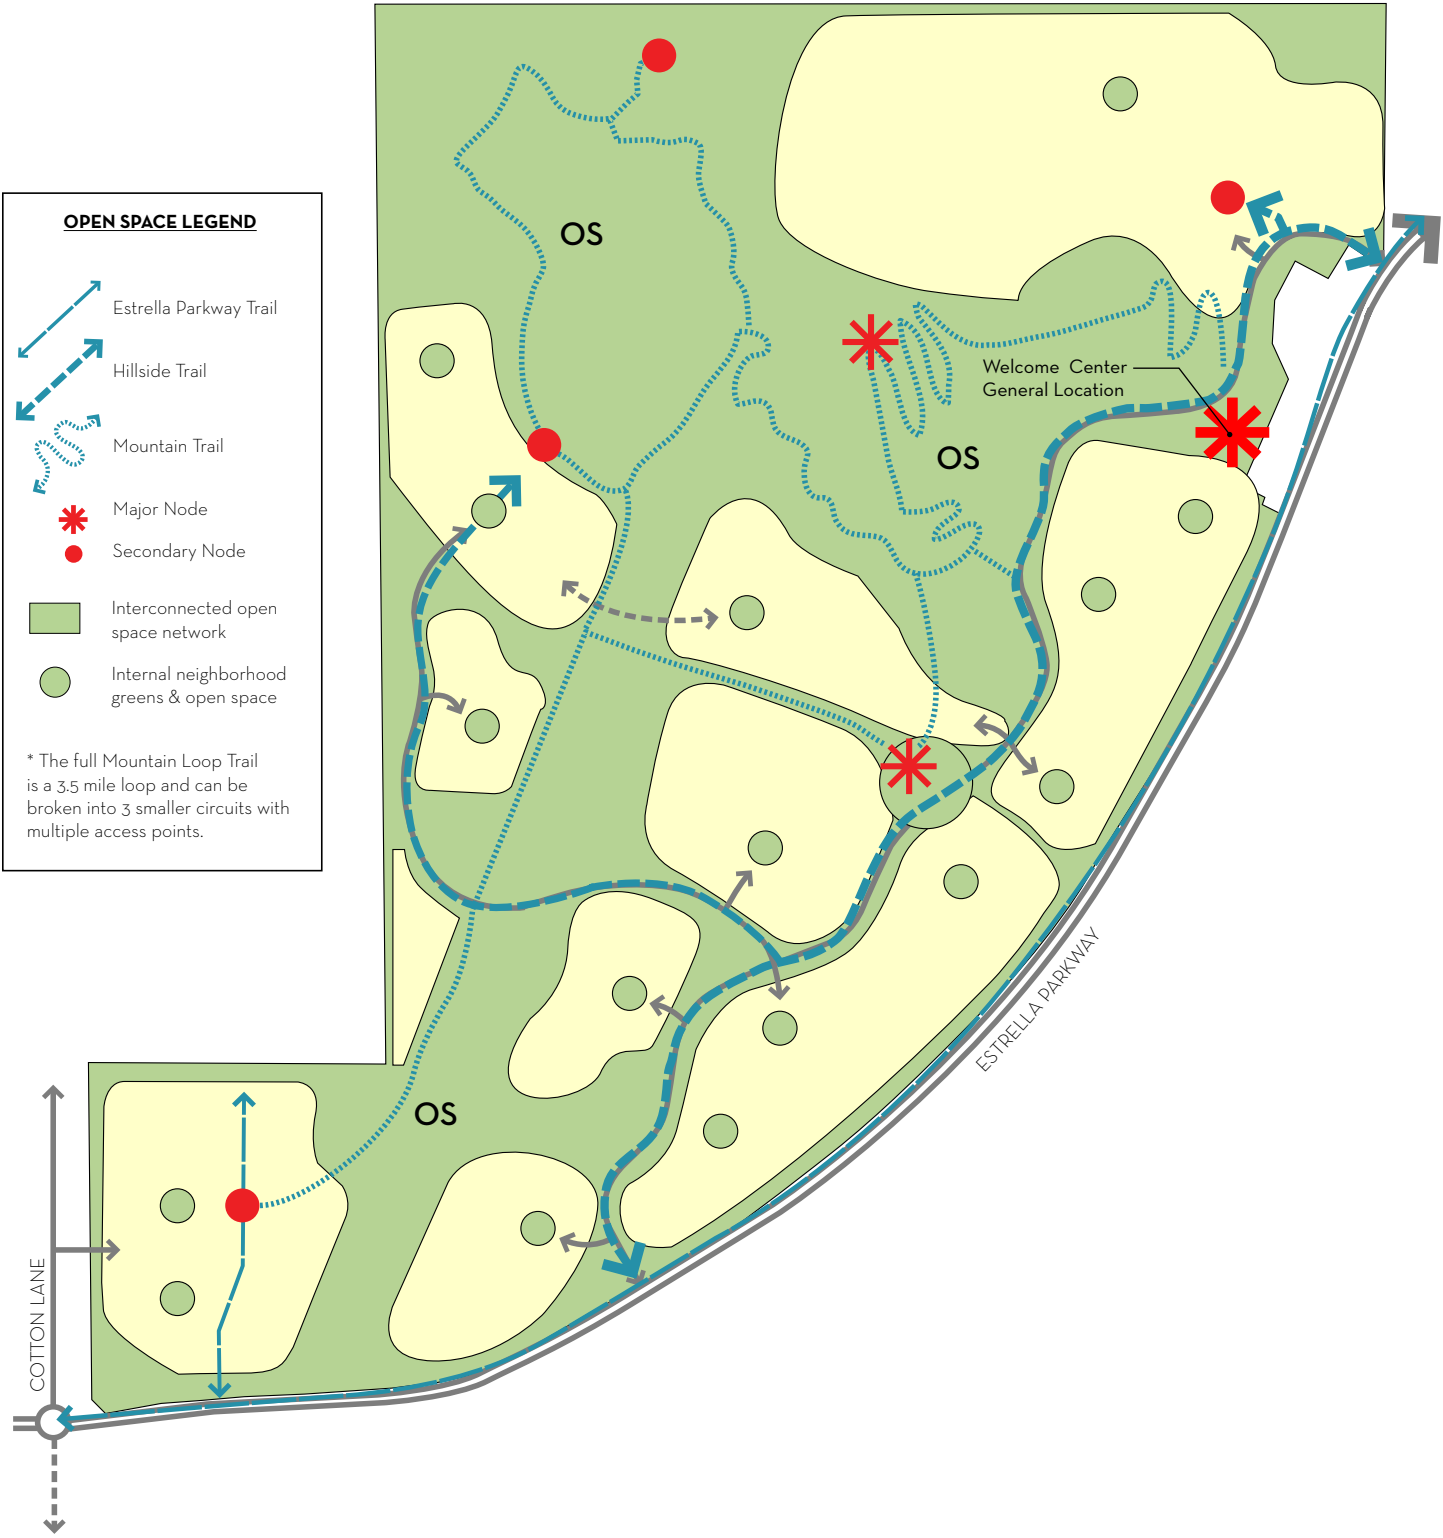 OPEN SPACE LEGEND
Estrella Parkway Trail
Hillside Trail
Mountain Trail
Major Node
Secondary Node
Interconnected open
space network
Internal neighborhood
greens & open space
* The full Mountain Loop Trail
is a 3.5 mile loop and can be
broken into 3 smaller circuits with
multiple access points.
OS
Welcome Center
General Location
OS
OS
ESTRELLA PARKWAY
COTTON LANE